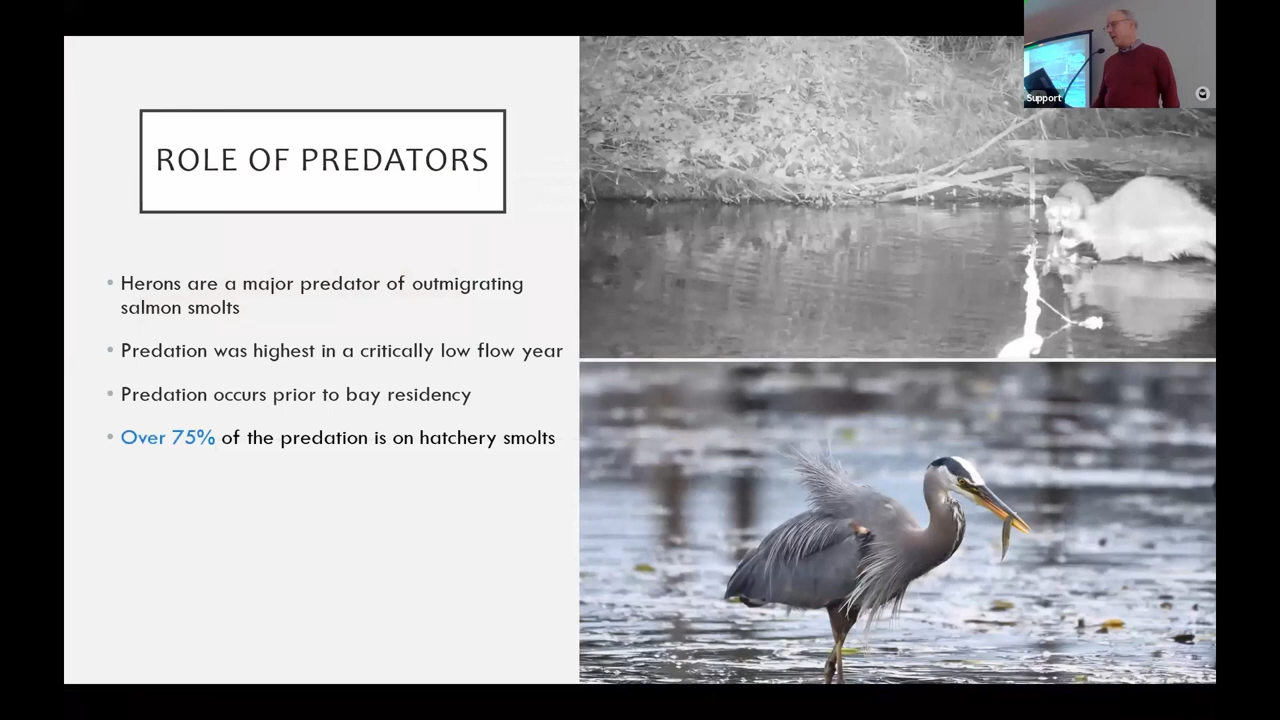 ROLE OF PREDATORS
• Herons are a major predator of outmigrating
salmon smolts
• Predation was highest in a critically low flow year
• Predation occurs prior to bay residency
• Over 75% of the predation is on hatchery smolts
Support